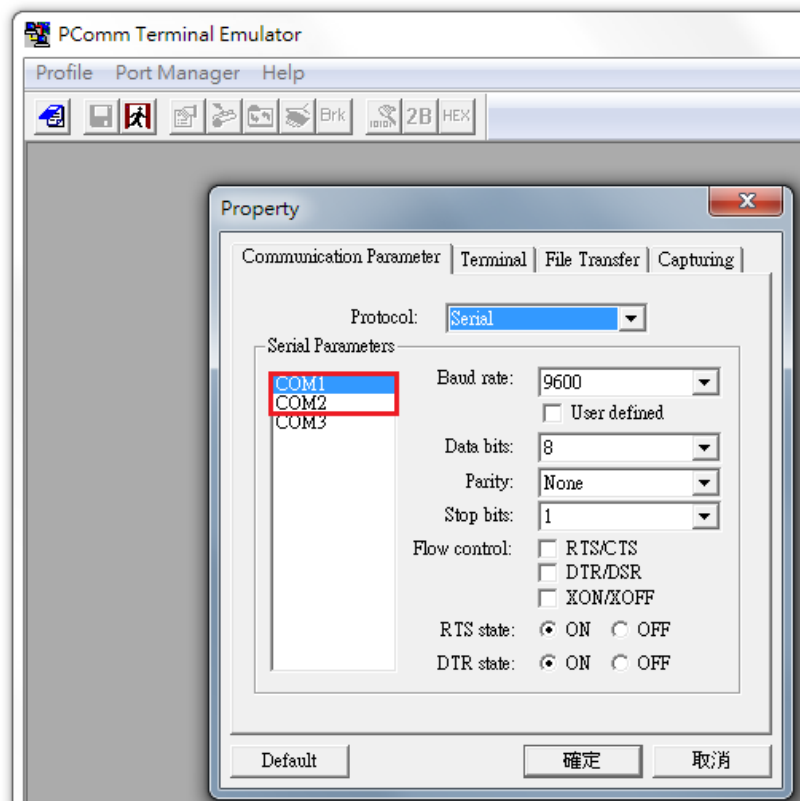 PComm Terminal Emulator
Profile Port Manager Help
Brk 2B HEX
Property
Communication Parameter Terminal File Transfer Capturing
Protocol: Serial
Serial Parameters
COM1
COM2
COM3
Baud rate: 9600
User defined
Data bits: 8
Parity: None
Stop bits: 1
Flow control: RTS/CTS
DTR/DSR
XON/XOFF
RTS state: ON OFF
DTR state: ON OFF
Default 確定 取消